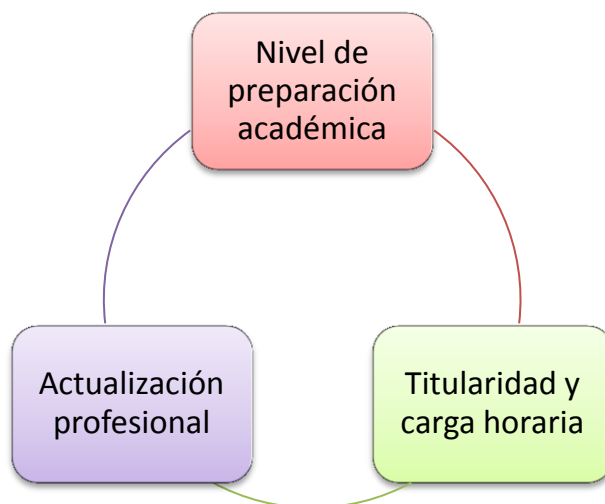 Nivel de
preparación
académica
Actualización
profesional
Titularidad y
carga horaria